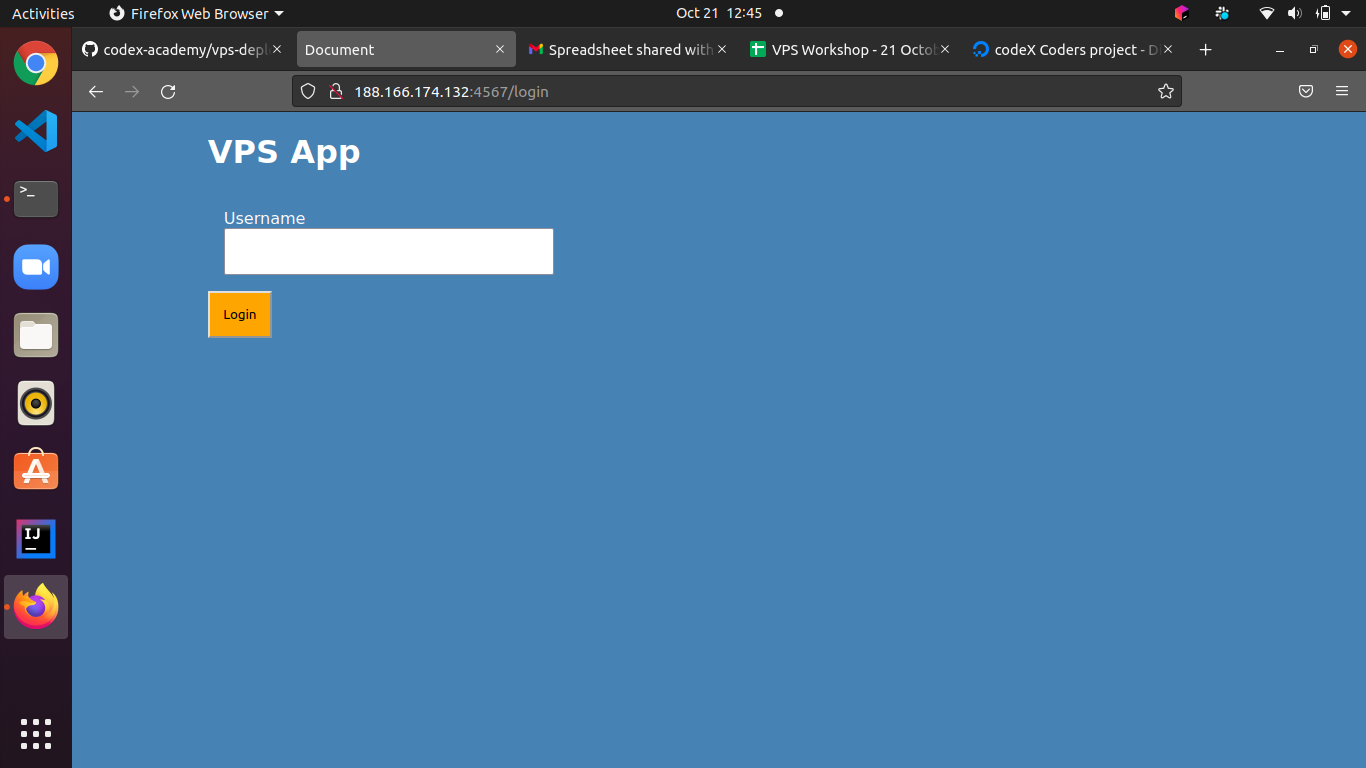 Activities Firefox Web Browser Oct 21 12:45
codex-academy/vps-depl Document Spreadsheet shared with VPS Workshop - 21 Octob codeX Coders project - D
188.166.174.132:4567/login
VPS App
Username
Login
>_
IJ